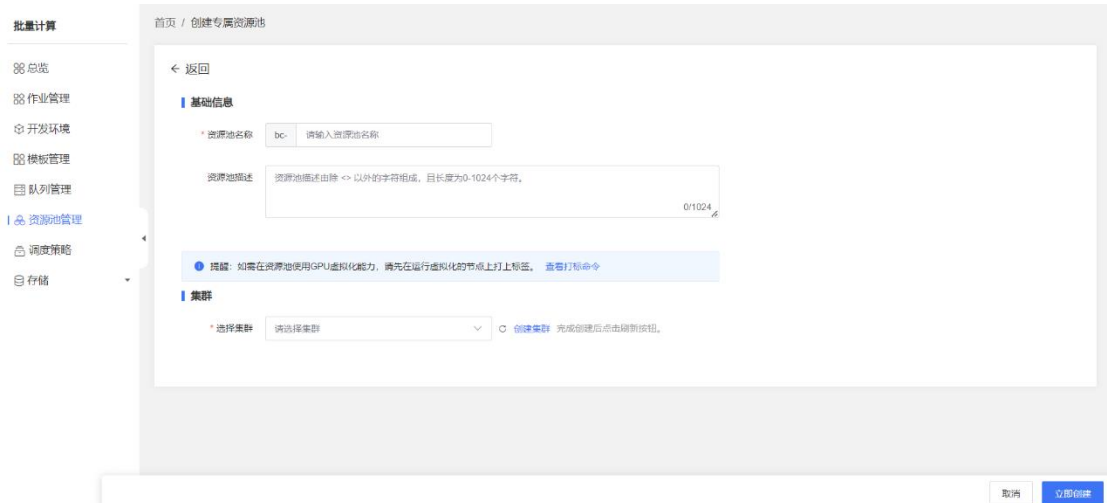 批量计算
首页 / 创建专属资源池
总览
作业管理
开发环境
模板管理
队列管理
资源池管理
调度策略
存储
← 返回
基础信息
* 资源池名称 bc- 请输入资源池名称
资源池描述 资源池描述由除 <> 以外的字符组成，且长度为0-1024个字符。
0/1024
提醒：如需在资源池使用GPU虚拟化能力，请先在运行虚拟化的节点上打上标签。 查看打标命令
集群
* 选择集群 请选择集群 创建集群 完成创建后点击刷新按钮。
取消 立即创建